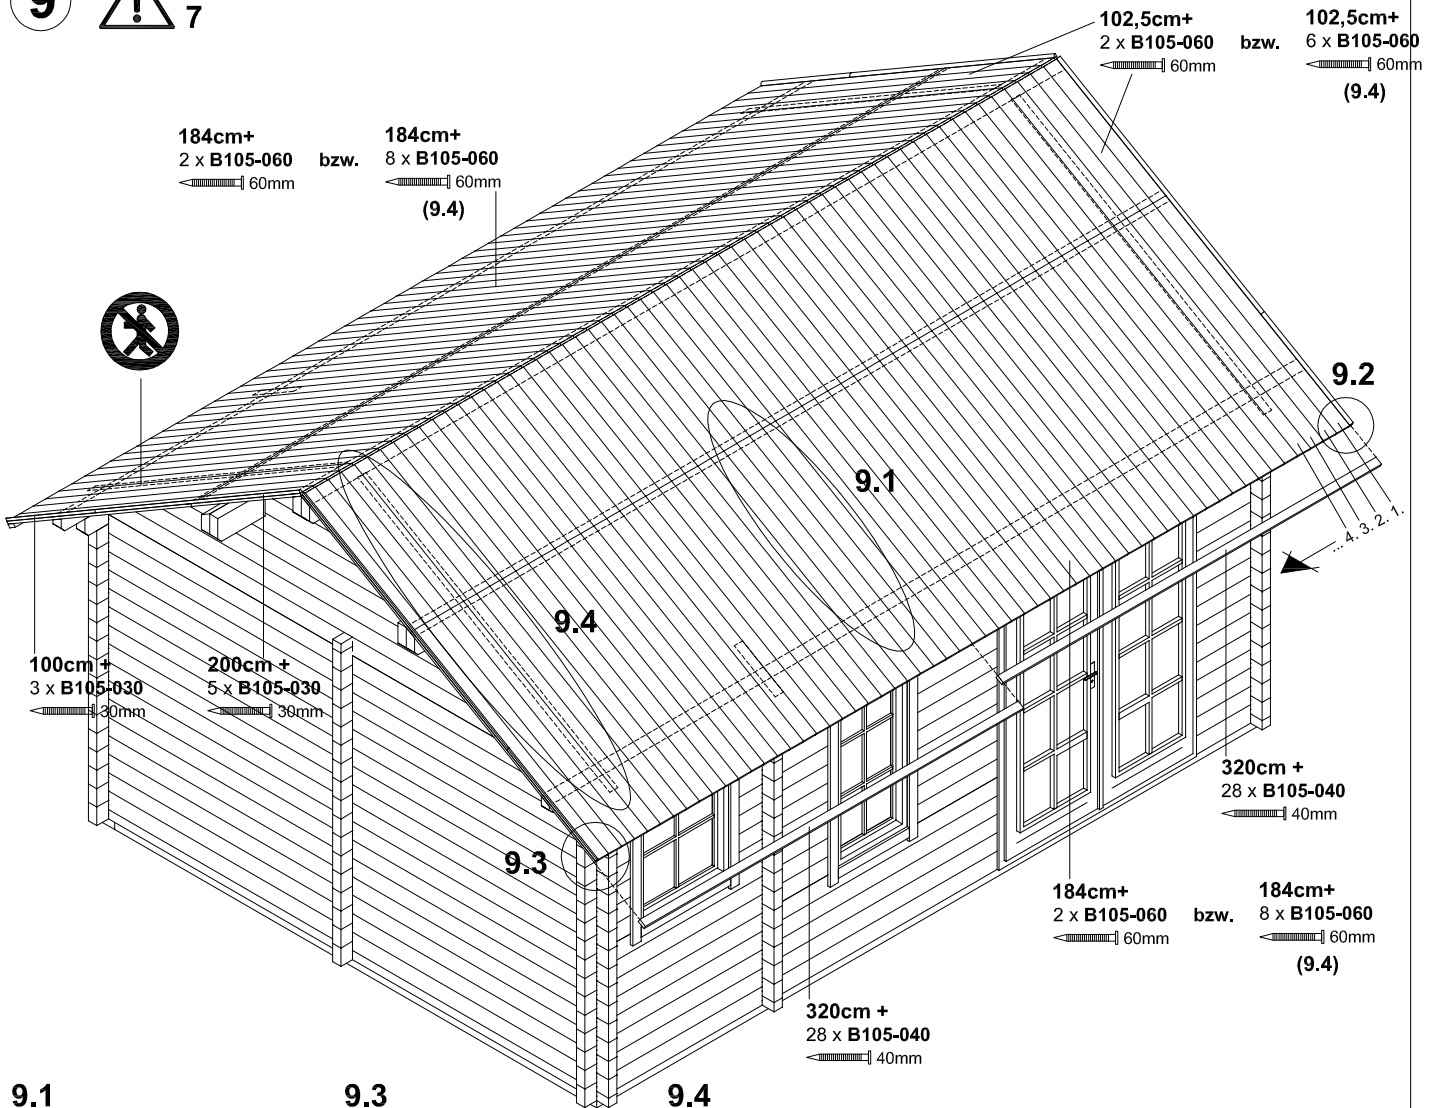 9
7
102,5cm+
2 x B105-060 bzw.
60mm
102,5cm+
6 x B105-060
60mm
(9.4)
184cm+
2 x B105-060 bzw.
60mm
184cm+
8 x B105-060
60mm
(9.4)
9.2
9.1
... 4. 3. 2. 1.
9.4
100cm +
3 x B105-030
30mm
200cm +
5 x B105-030
30mm
320cm +
28 x B105-040
40mm
9.3
184cm+
2 x B105-060 bzw.
60mm
184cm+
8 x B105-060
60mm
(9.4)
320cm +
28 x B105-040
40mm
9.1
9.3
9.4